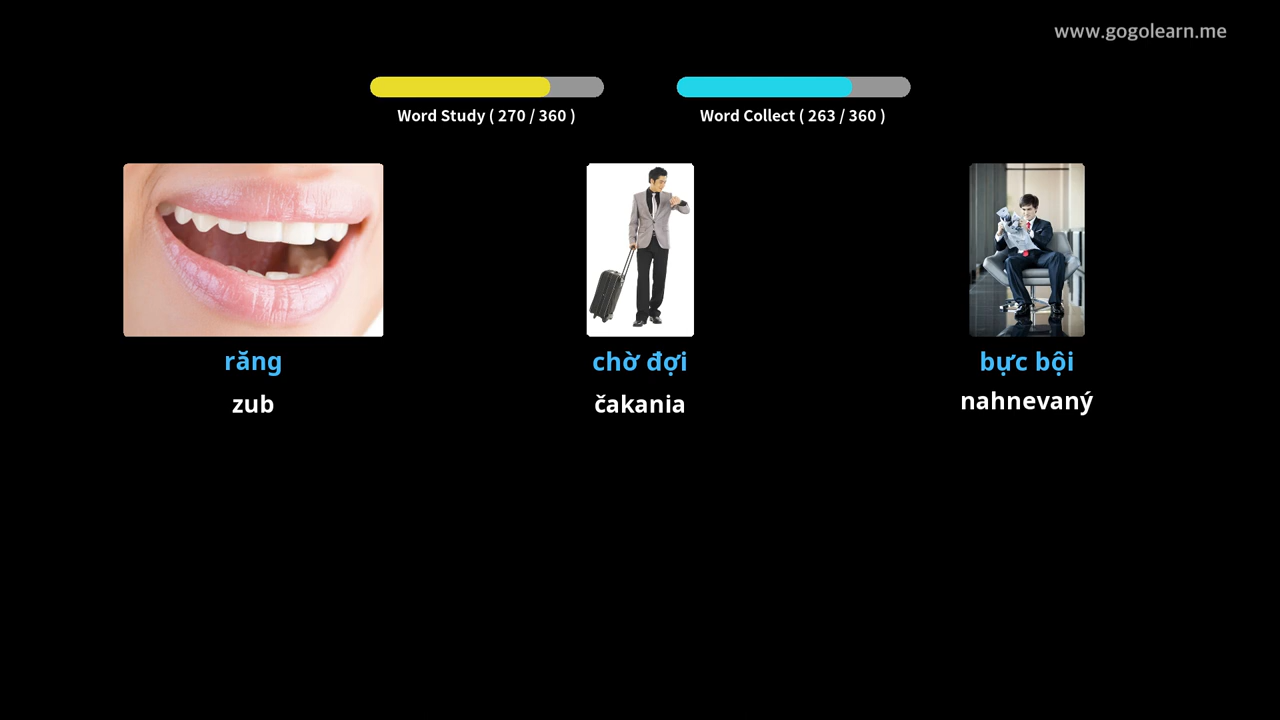 www.gogolearn.me
Word Study ( 270 / 360 )
Word Collect ( 263 / 360 )
răng
chờ đợi
bực bội
zub
čakania
nahnevaný